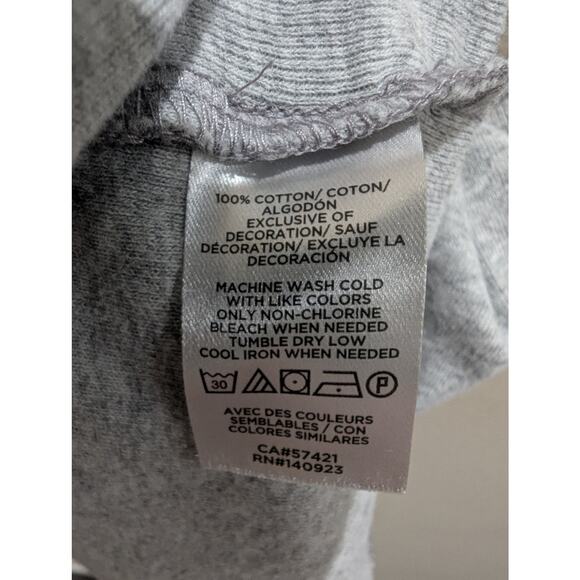 100% COTTON/ COTON/
ALGODÓN
EXCLUSIVE OF
DECORATION/ SAUF
DÉCORATION/ EXCLUYE LA
DECORACIÓN
MACHINE WASH COLD
WITH LIKE COLORS
ONLY NON-CHLORINE
BLEACH WHEN NEEDED
TUMBLE DRY LOW
COOL IRON WHEN NEEDED
30 P
AVEC DES COULEURS
SEMBLABLES / CON
COLORES SIMILARES
CA#57421
RN#140923